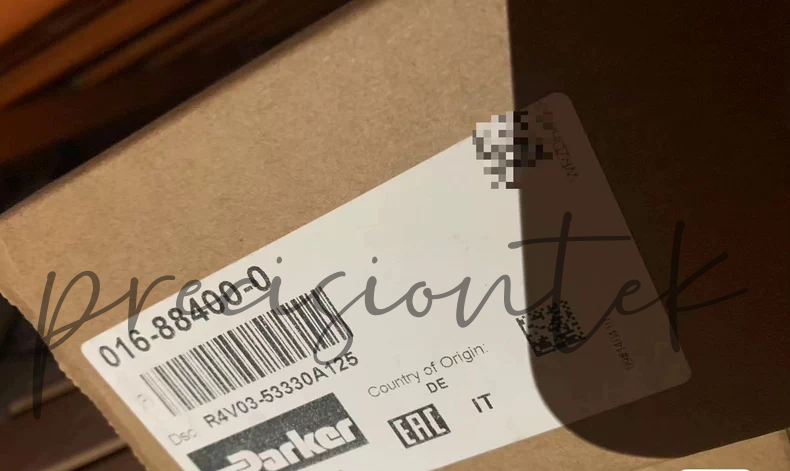 016-88400-0
P
Dsc R4V03-53330A125
Parker
Country of Origin:
DE
EAC
IT
precisiontek